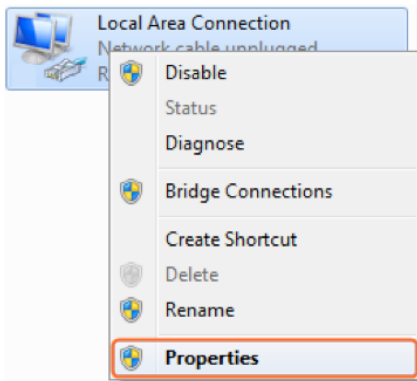 Local Area Connection
Network cable unplugged
R
Disable
Status
Diagnose
Bridge Connections
Create Shortcut
Delete
Rename
Properties